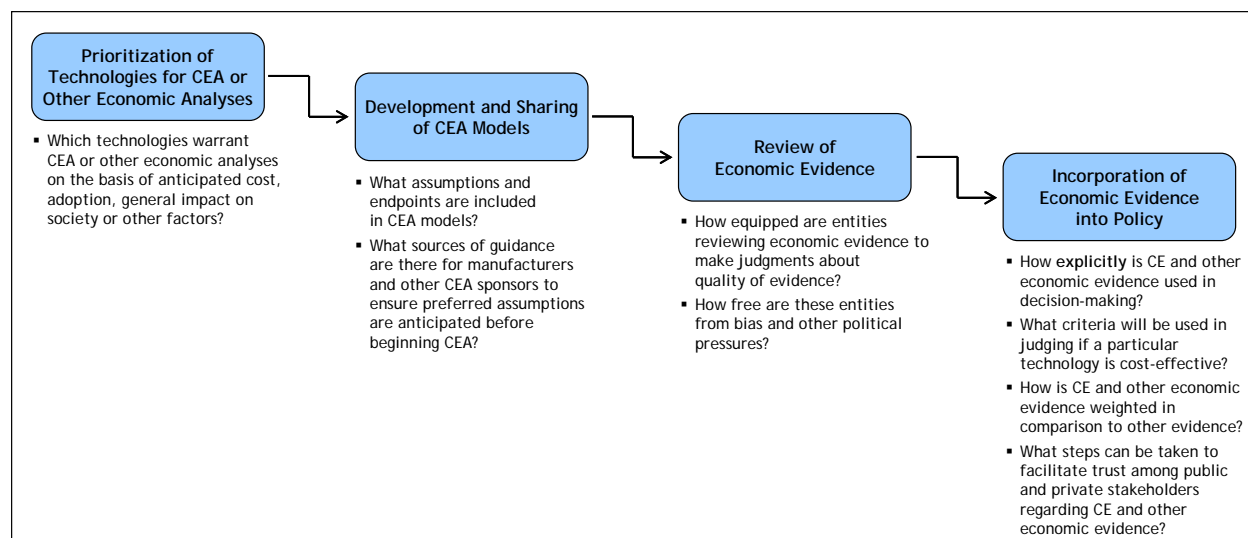 Prioritization of
Technologies for CEA or
Other Economic Analyses
▪ Which technologies warrant
CEA or other economic analyses
on the basis of anticipated cost,
adoption, general impact on
society or other factors?
Development and Sharing
of CEA Models
▪ What assumptions and
endpoints are included
in CEA models?
▪ What sources of guidance
are there for manufacturers
and other CEA sponsors to
ensure preferred assumptions
are anticipated before
beginning CEA?
Review of
Economic Evidence
▪ How equipped are entities
reviewing economic evidence to
make judgments about
quality of evidence?
▪ How free are these entities
from bias and other political
pressures?
Incorporation of
Economic Evidence
into Policy
▪ How explicitly is CE and other
economic evidence used in
decision-making?
▪ What criteria will be used in
judging if a particular
technology is cost-effective?
▪ How is CE and other economic
evidence weighted in
comparison to other evidence?
▪ What steps can be taken to
facilitate trust among public
and private stakeholders
regarding CE and other
economic evidence?